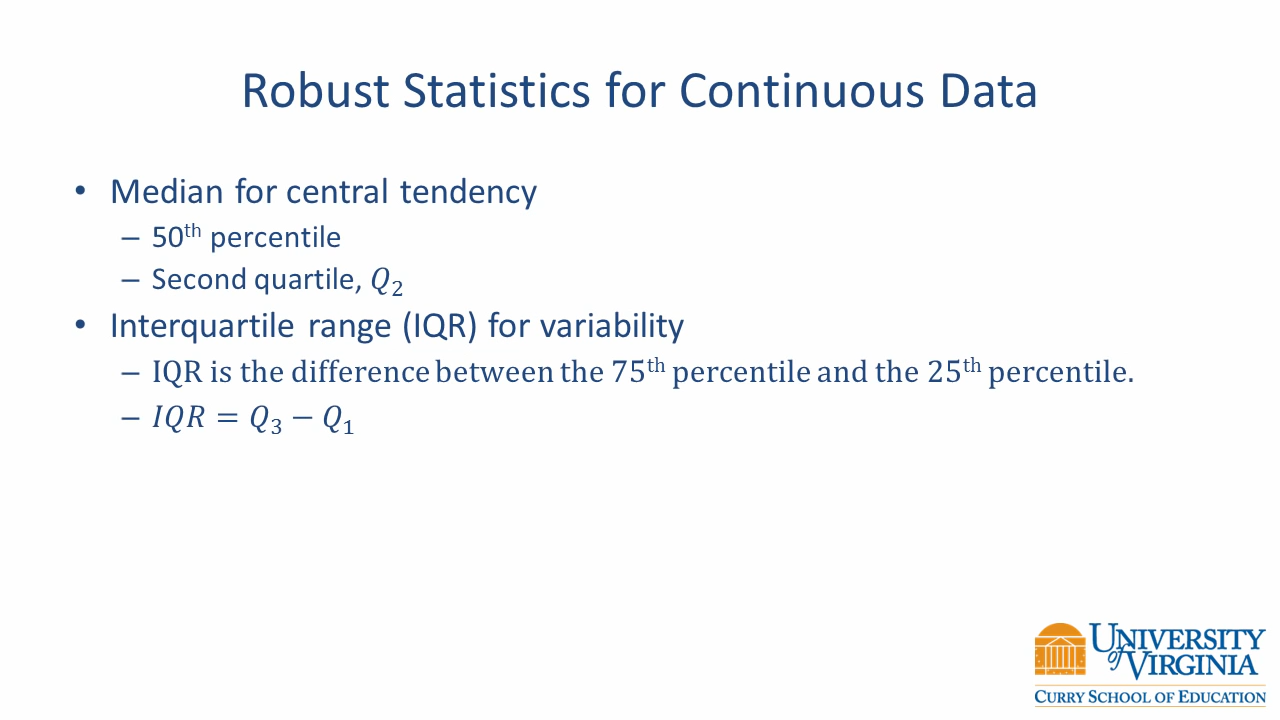 Robust Statistics for Continuous Data
• Median for central tendency
– 50th percentile
– Second quartile, Q₂
• Interquartile range (IQR) for variability
– IQR is the difference between the 75th percentile and the 25th percentile.
– IQR = Q₃ − Q₁
UNIVERSITY
of VIRGINIA
CURRY SCHOOL OF EDUCATION